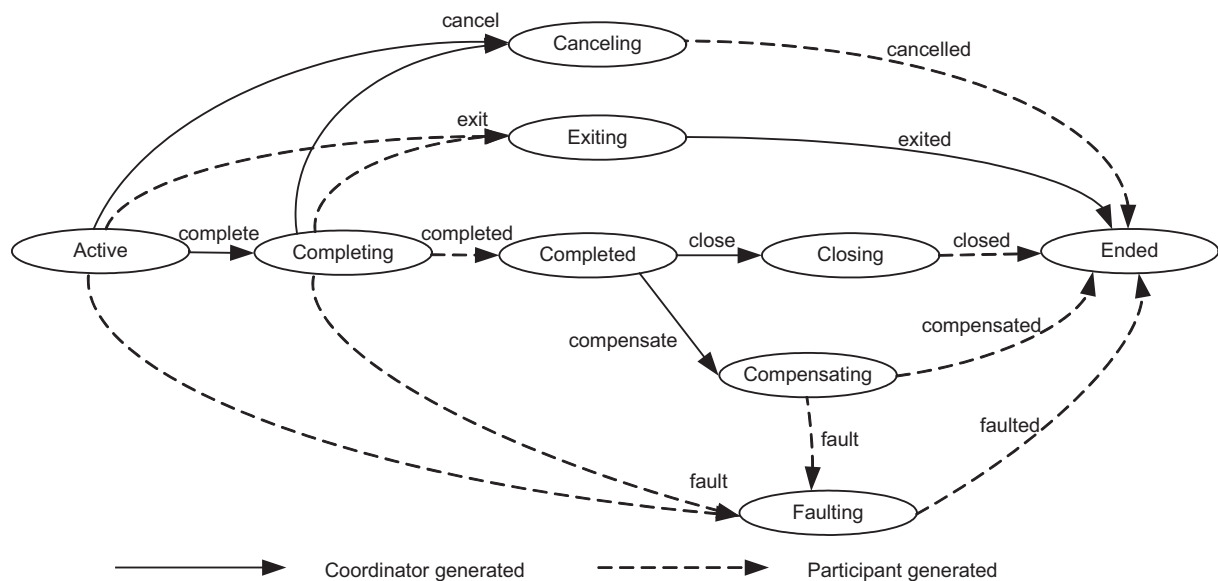 cancel
Canceling
cancelled
exit
Exiting
exited
Active
complete
Completing
completed
Completed
close
Closing
closed
Ended
compensate
Compensating
compensated
fault
faulted
fault
Faulting
Coordinator generated
Participant generated